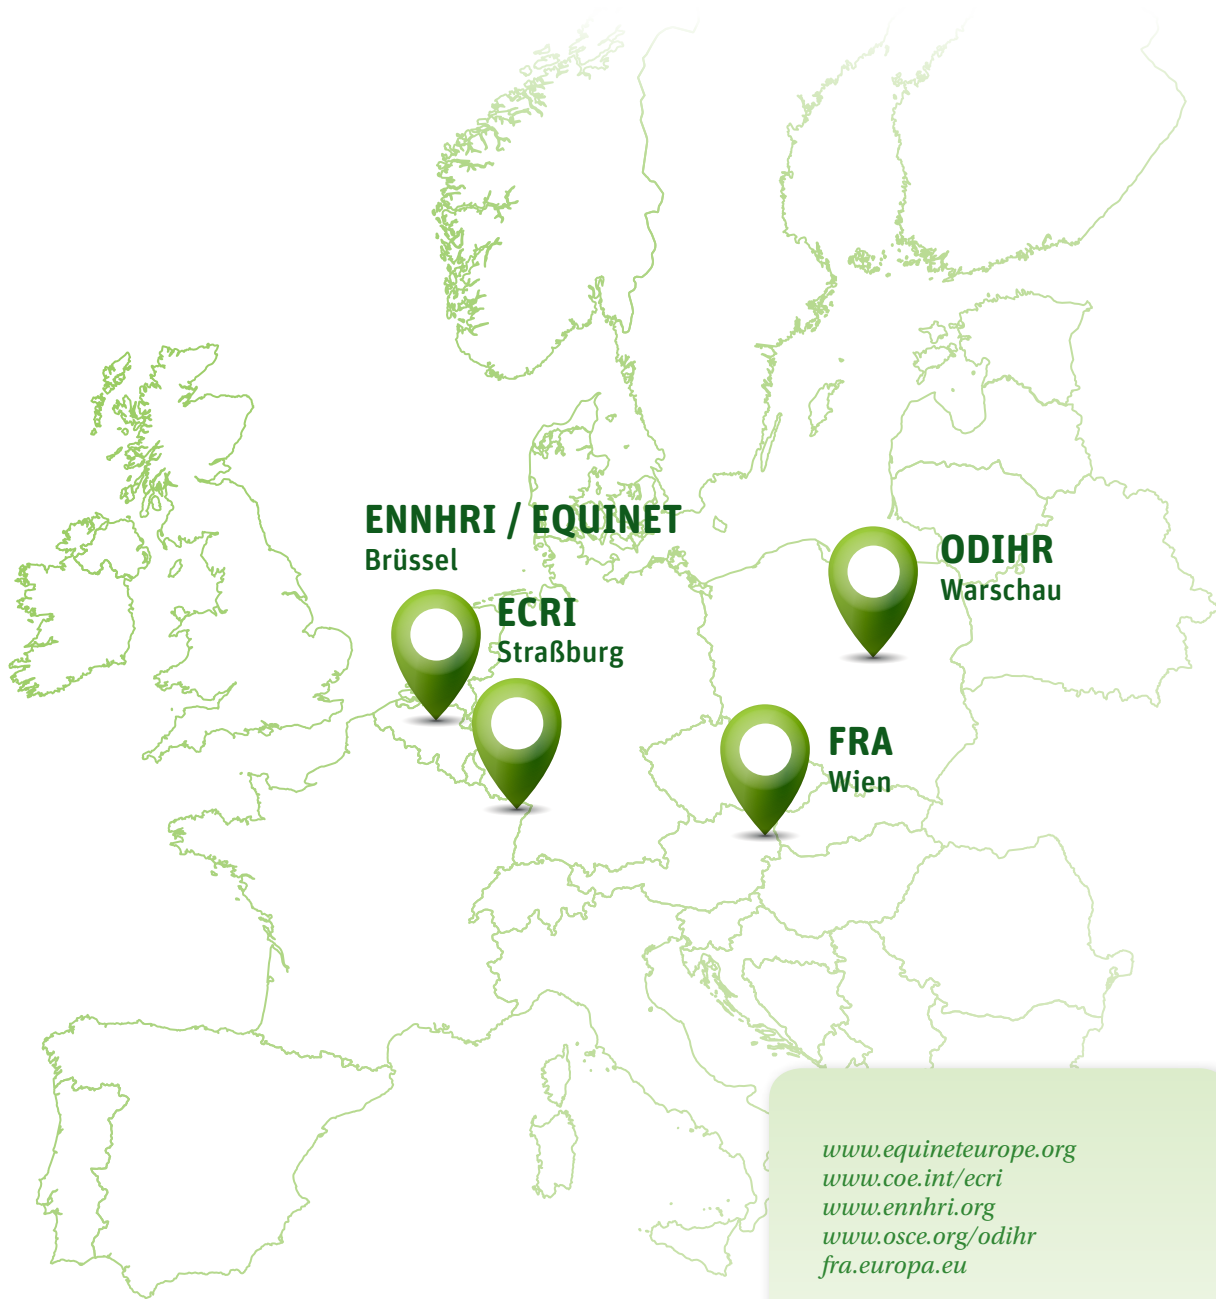 ENNHRI / EQUINET
Brüssel
ECRI
Straßburg
ODIHR
Warschau
FRA
Wien
www.equineteurope.org
www.coe.int/ecri
www.ennhri.org
www.osce.org/odihr
fra.europa.eu